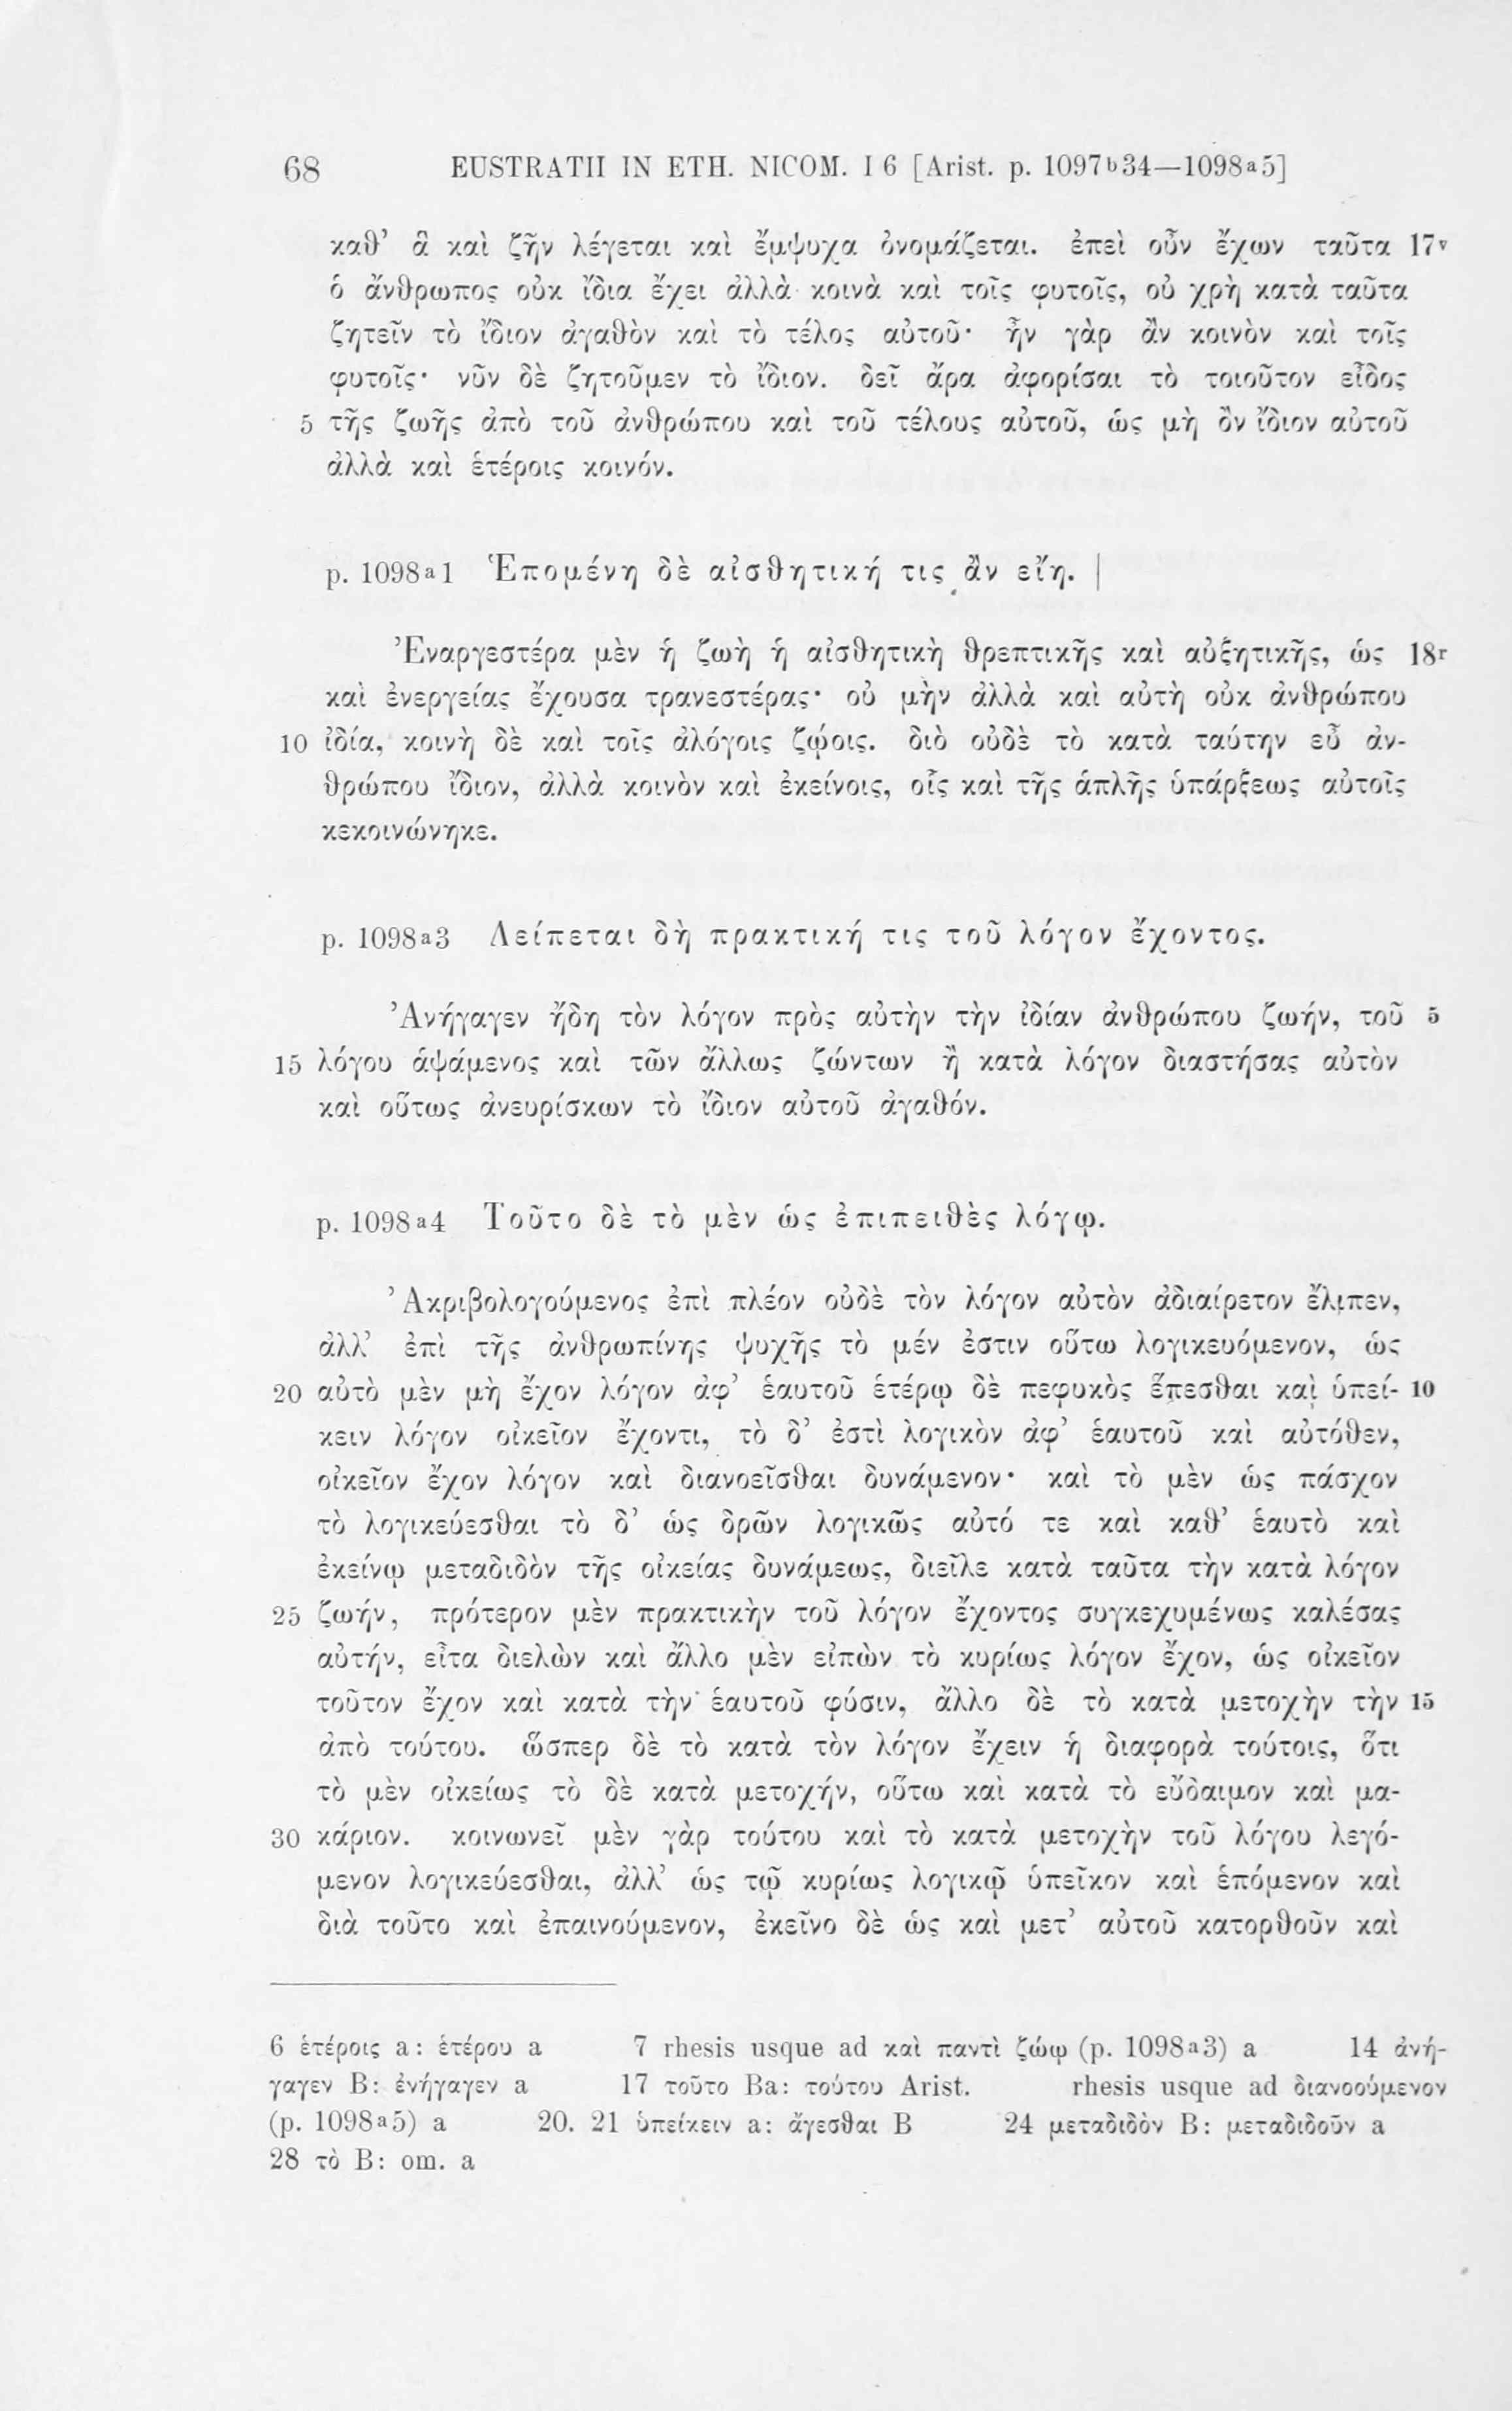 68 EUSTRATII IN ETH. NICOM. I 6 [Arist. p. 1097b34—1098a5]
καθ’ ἃ καὶ ζῆν λέγεται καὶ ἔμψυχα ὀνομάζεται. ἐπεὶ οὖν ἔχων ταῦτα 17v
ὁ ἄνθρωπος οὐκ ἴδια ἔχει ἀλλὰ κοινὰ καὶ τοῖς φυτοῖς, οὐ χρὴ κατὰ ταῦτα
ζητεῖν τὸ ἴδιον ἀγαθὸν καὶ τὸ τέλος αὐτοῦ· ἦν γὰρ ἂν κοινὸν καὶ τοῖς
φυτοῖς· νῦν δὲ ζητοῦμεν τὸ ἴδιον. δεῖ ἄρα ἀφορίσαι τὸ τοιοῦτον εἶδος
5 τῆς ζωῆς ἀπὸ τοῦ ἀνθρώπου καὶ τοῦ τέλους αὐτοῦ, ὡς μὴ ὂν ἴδιον αὐτοῦ
ἀλλὰ καὶ ἑτέροις κοινόν.
p. 1098a1 Ἑπομένη δὲ αἰσθητική τις ἂν εἴη. |
Ἐναργεστέρα μὲν ἡ ζωὴ ἡ αἰσθητικὴ θρεπτικῆς καὶ αὐξητικῆς, ὡς 18r
καὶ ἐνεργείας ἔχουσα τρανεστέρας· οὐ μὴν ἀλλὰ καὶ αὐτὴ οὐκ ἀνθρώπου
10 ἰδία, κοινὴ δὲ καὶ τοῖς ἀλόγοις ζῴοις. διὸ οὐδὲ τὸ κατὰ ταύτην εὖ ἀν-
θρώπου ἴδιον, ἀλλὰ κοινὸν καὶ ἐκείνοις, οἷς καὶ τῆς ἁπλῆς ὑπάρξεως αὐτοῖς
κεκοινώνηκε.
p. 1098a3 Λείπεται δὴ πρακτική τις τοῦ λόγον ἔχοντος.
Ἀνήγαγεν ἤδη τὸν λόγον πρὸς αὐτὴν τὴν ἰδίαν ἀνθρώπου ζωήν, τοῦ 5
15 λόγου ἁψάμενος καὶ τῶν ἄλλως ζώντων ἢ κατὰ λόγον διαστήσας αὐτὸν
καὶ οὕτως ἀνευρίσκων τὸ ἴδιον αὐτοῦ ἀγαθόν.
p. 1098a4 Τοῦτο δὲ τὸ μὲν ὡς ἐπιπειθὲς λόγῳ.
Ἀκριβολογούμενος ἐπὶ πλέον οὐδὲ τὸν λόγον αὐτὸν ἀδιαίρετον ἔλιπεν,
ἀλλ’ ἐπὶ τῆς ἀνθρωπίνης ψυχῆς τὸ μέν ἐστιν οὕτω λογικευόμενον, ὡς
20 αὐτὸ μὲν μὴ ἔχον λόγον ἀφ’ ἑαυτοῦ ἑτέρῳ δὲ πεφυκὸς ἕπεσθαι καὶ ὑπεί- 10
κειν λόγον οἰκεῖον ἔχοντι, τὸ δ’ ἐστὶ λογικὸν ἀφ’ ἑαυτοῦ καὶ αὐτόθεν,
οἰκεῖον ἔχον λόγον καὶ διανοεῖσθαι δυνάμενον· καὶ τὸ μὲν ὡς πάσχον
τὸ λογικεύεσθαι τὸ δ’ ὡς δρῶν λογικῶς αὐτό τε καὶ καθ’ ἑαυτὸ καὶ
ἐκείνῳ μεταδιδὸν τῆς οἰκείας δυνάμεως, διεῖλε κατὰ ταῦτα τὴν κατὰ λόγον
25 ζωήν, πρότερον μὲν πρακτικὴν τοῦ λόγον ἔχοντος συγκεχυμένως καλέσας
αὐτήν, εἶτα διελὼν καὶ ἄλλο μὲν εἰπὼν τὸ κυρίως λόγον ἔχον, ὡς οἰκεῖον
τοῦτον ἔχον καὶ κατὰ τὴν ἑαυτοῦ φύσιν, ἄλλο δὲ τὸ κατὰ μετοχὴν τὴν 15
ἀπὸ τούτου. ὥσπερ δὲ τὸ κατὰ τὸν λόγον ἔχειν ἡ διαφορὰ τούτοις, ὅτι
τὸ μὲν οἰκείως τὸ δὲ κατὰ μετοχήν, οὕτω καὶ κατὰ τὸ εὔδαιμον καὶ μα-
30 κάριον. κοινωνεῖ μὲν γὰρ τούτου καὶ τὸ κατὰ μετοχὴν τοῦ λόγου λεγό-
μενον λογικεύεσθαι, ἀλλ’ ὡς τῷ κυρίως λογικῷ ὑπεῖκον καὶ ἑπόμενον καὶ
διὰ τοῦτο καὶ ἐπαινούμενον, ἐκεῖνο δὲ ὡς καὶ μετ’ αὐτοῦ κατορθοῦν καὶ
6 ἑτέροις a: ἑτέρου a 7 rhesis usque ad καὶ παντὶ ζώῳ (p. 1098a3) a 14 ἀνή-
γαγεν B: ἐνήγαγεν a 17 τοῦτο Ba: τούτου Arist. rhesis usque ad διανοούμενον
(p. 1098a5) a 20. 21 ὑπείκειν a: ἄγεσθαι B 24 μεταδιδὸν B: μεταδιδοῦν a
28 τὸ B: om. a